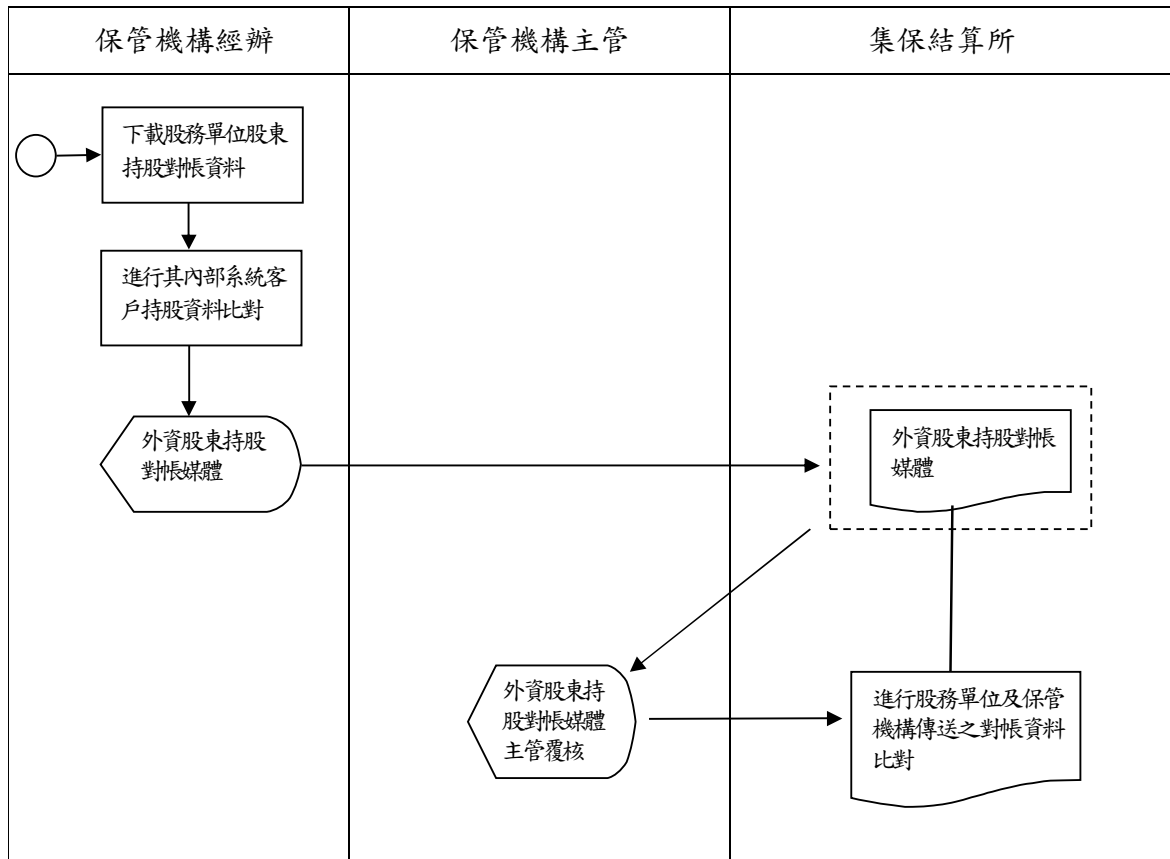 保管機構經辦
保管機構主管
集保結算所
下載股務單位股東
持股對帳資料
進行其內部系統客
戶持股資料比對
外資股東持股
對帳媒體
外資股東持股對帳
媒體
外資股東持
股對帳媒體
主管覆核
進行股務單位及保管
機構傳送之對帳資料
比對